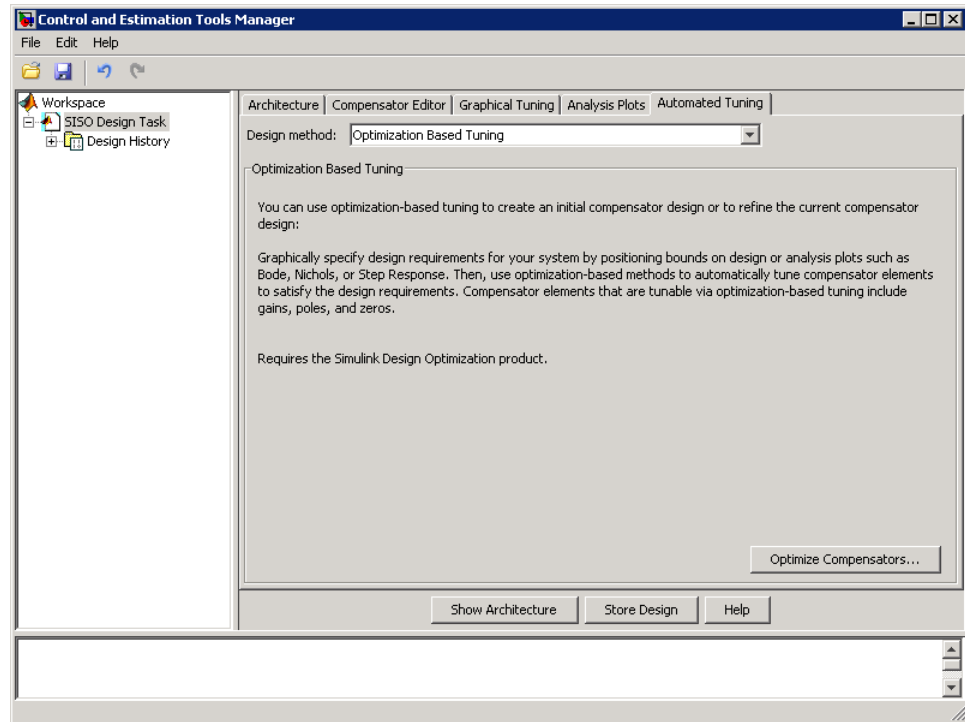 Control and Estimation Tools Manager
File Edit Help
Workspace
SISO Design Task
Design History
Architecture Compensator Editor Graphical Tuning Analysis Plots Automated Tuning
Design method: Optimization Based Tuning
Optimization Based Tuning
You can use optimization-based tuning to create an initial compensator design or to refine the current compensator
design:
Graphically specify design requirements for your system by positioning bounds on design or analysis plots such as
Bode, Nichols, or Step Response. Then, use optimization-based methods to automatically tune compensator elements
to satisfy the design requirements. Compensator elements that are tunable via optimization-based tuning include
gains, poles, and zeros.
Requires the Simulink Design Optimization product.
Optimize Compensators...
Show Architecture Store Design Help